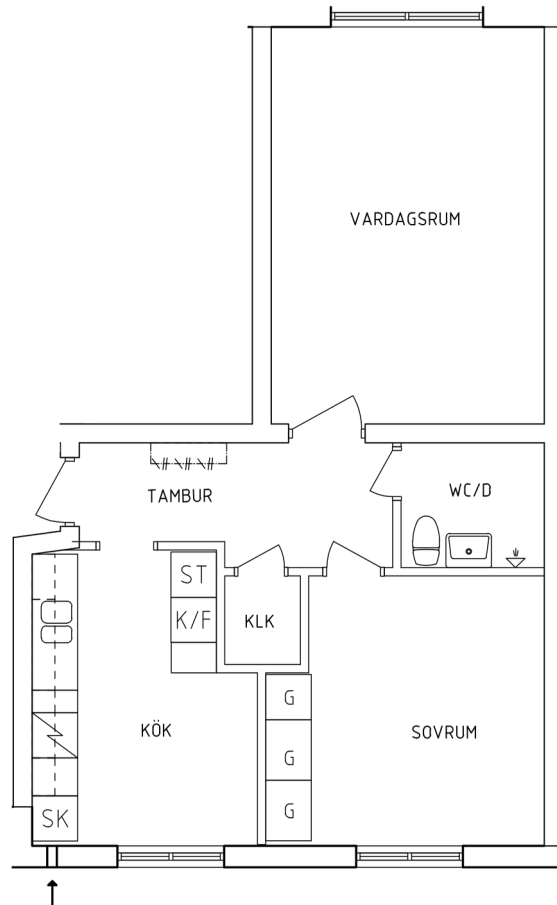 VARDAGSRUM
WC/D
TAMBUR
ST
K/F
KLK
G
KÖK
SOVRUM
G
G
SK